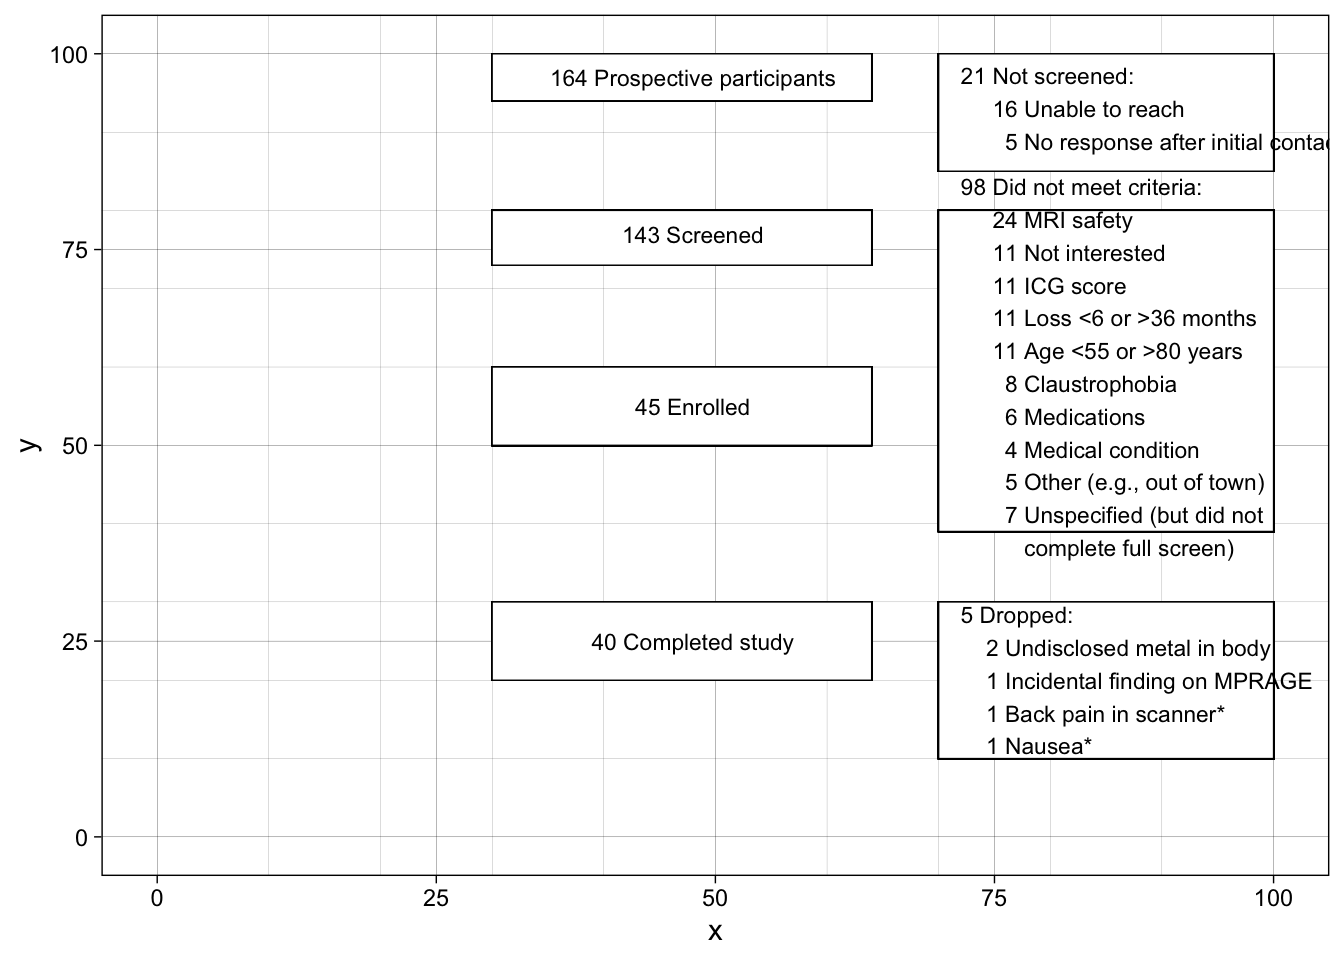 100
164 Prospective participants
21 Not screened:
16 Unable to reach
5 No response after initial
98 Did not meet criteria:
24 MRI safety
143 Screened
75
11 Not interested
11 ICG score
11 Loss <6 or >36 months
11 Age <55 or >80 years
8 Claustrophobia
45 Enrolled
6 Medications
y
50
4 Medical condition
5 Other (e.g., out of town)
7 Unspecified (but did not
complete full screen)
5 Dropped:
40 Completed study
25
2 Undisclosed metal in body
1 Incidental finding on MPRAGE
1 Back pain in scanner*
1 Nausea*
0
0 25 50 75 100
x